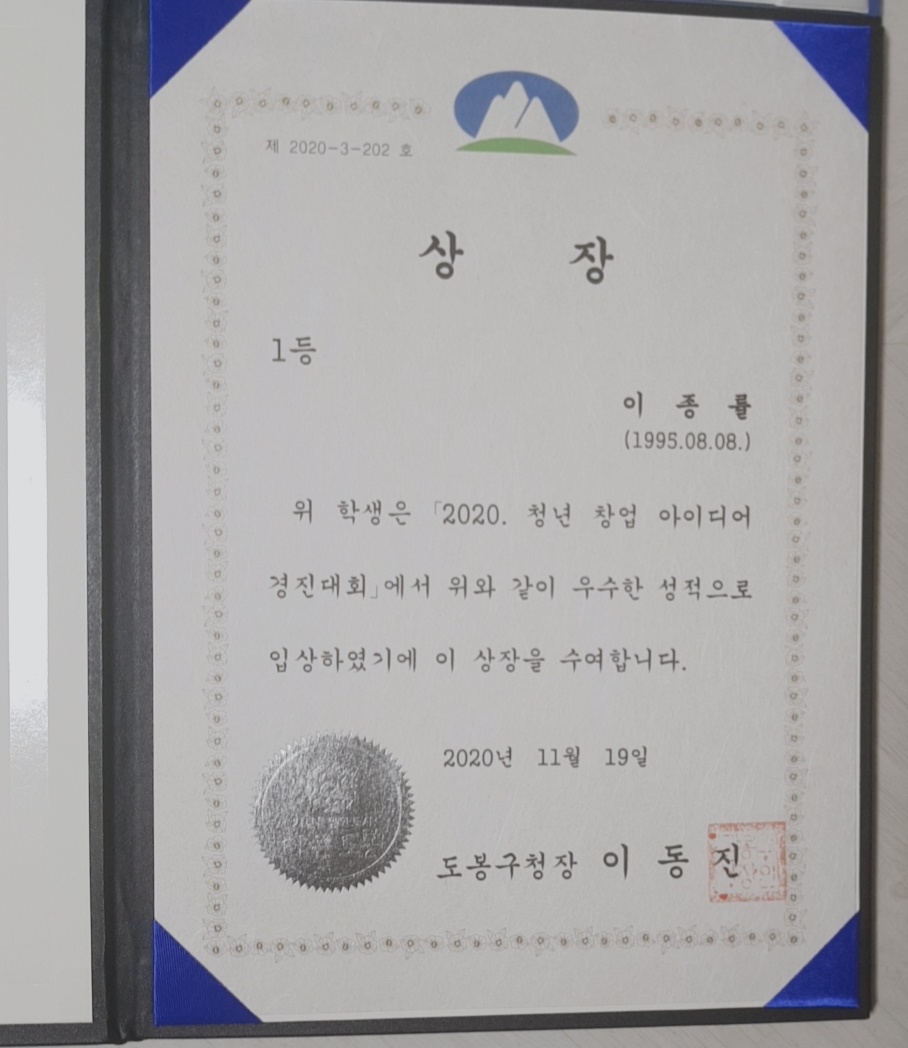 제 2020-3-202 호
상 장
1등
이 종 률
(1995.08.08.)
위 학생은 「2020. 청년 창업 아이디어
경진대회」에서 위와 같이 우수한 성적으로
입상하였기에 이 상장을 수여합니다.
2020년 11월 19일
도봉구청장 이 동 진